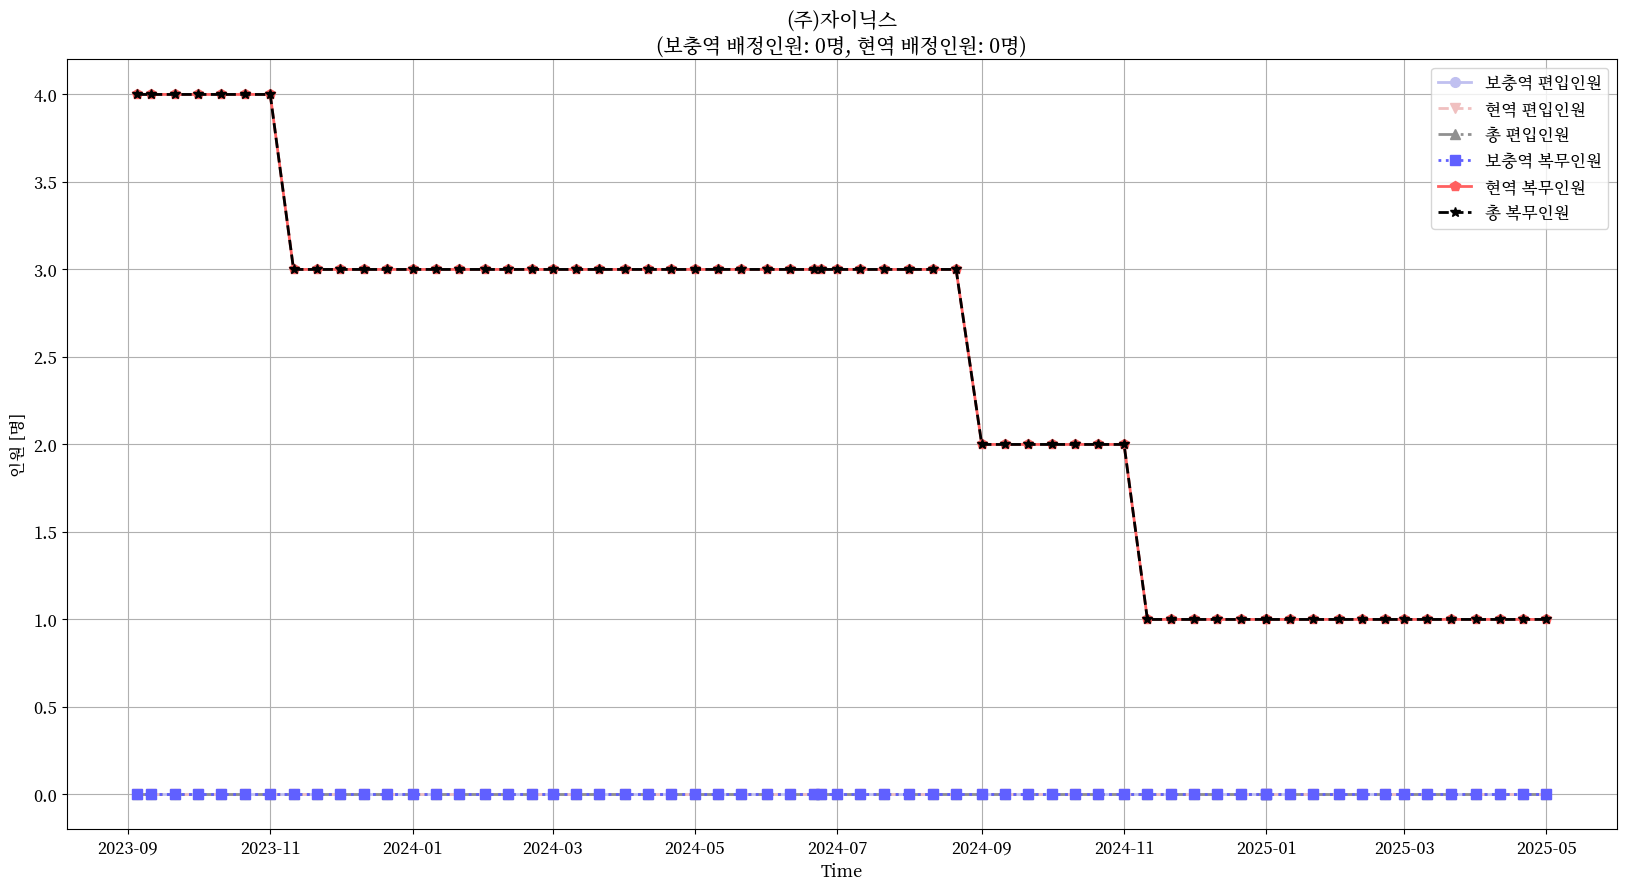 (주)자이닉스
(보충역 배정인원: 0명, 현역 배정인원: 0명)
보충역 편입인원
현역 편입인원
총 편입인원
보충역 복무인원
현역 복무인원
총 복무인원
인원 [명]
4.0
3.5
3.0
2.5
2.0
1.5
1.0
0.5
0.0
2023-09
2023-11
2024-01
2024-03
2024-05
2024-07
2024-09
2024-11
2025-01
2025-03
2025-05
Time